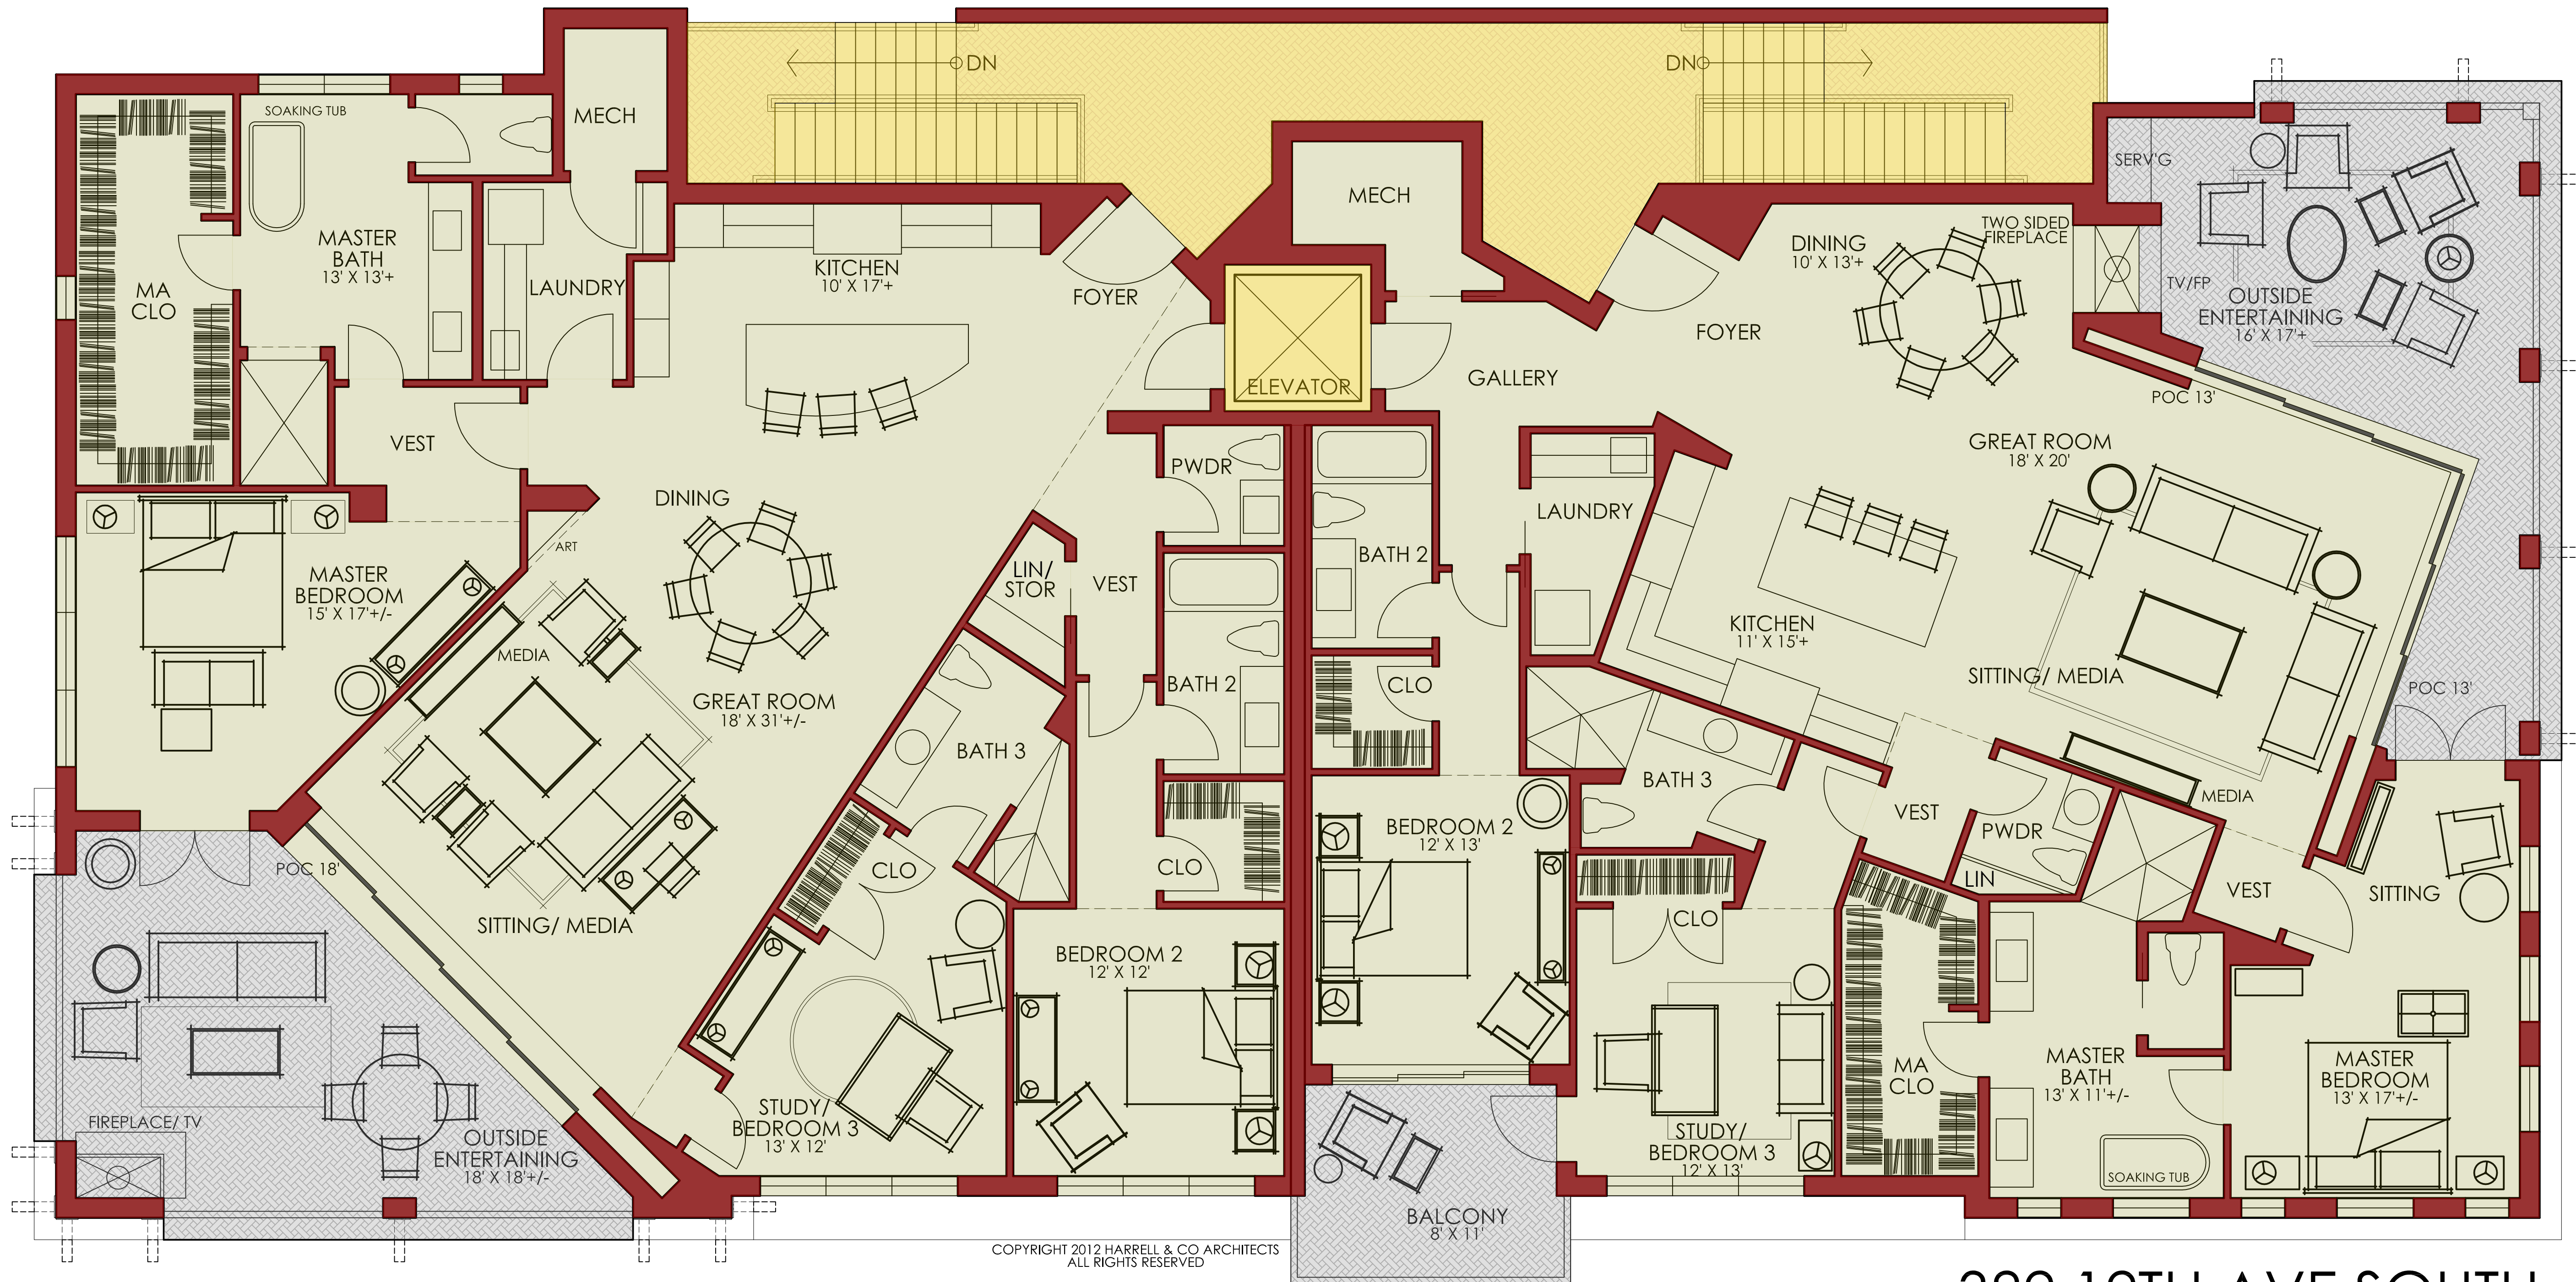 DN
DN
MECH
SOAKING TUB
MASTER
BATH
13' X 13'+
MA
CLO
LAUNDRY
KITCHEN
10' X 17'+
FOYER
MECH
ELEVATOR
GALLERY
FOYER
DINING
10' X 13'+
TWO SIDED
FIREPLACE
SERV'G
TV/FP
OUTSIDE
ENTERTAINING
16' X 17'+
POC 13'
VEST
DINING
ART
MASTER
BEDROOM
15' X 17'+/-
MEDIA
GREAT ROOM
18' X 31'+/-
PWDR
LIN/
STOR
VEST
BATH 2
BATH 3
CLO
CLO
SITTING/ MEDIA
POC 18'
FIREPLACE/ TV
OUTSIDE
ENTERTAINING
18' X 18'+/-
STUDY/
BEDROOM 3
13' X 12'
BEDROOM 2
12' X 12'
BATH 2
LAUNDRY
CLO
KITCHEN
11' X 15'+
GREAT ROOM
18' X 20'
SITTING/ MEDIA
POC 13'
MEDIA
BATH 3
BEDROOM 2
12' X 13'
VEST
PWDR
LIN
CLO
VEST
SITTING
STUDY/
BEDROOM 3
12' X 13'
MA
CLO
MASTER
BATH
13' X 11'+/-
SOAKING TUB
MASTER
BEDROOM
13' X 17'+/-
BALCONY
8' X 11'
COPYRIGHT 2012 HARRELL & CO ARCHITECTS
ALL RIGHTS RESERVED
AVE SOUTH